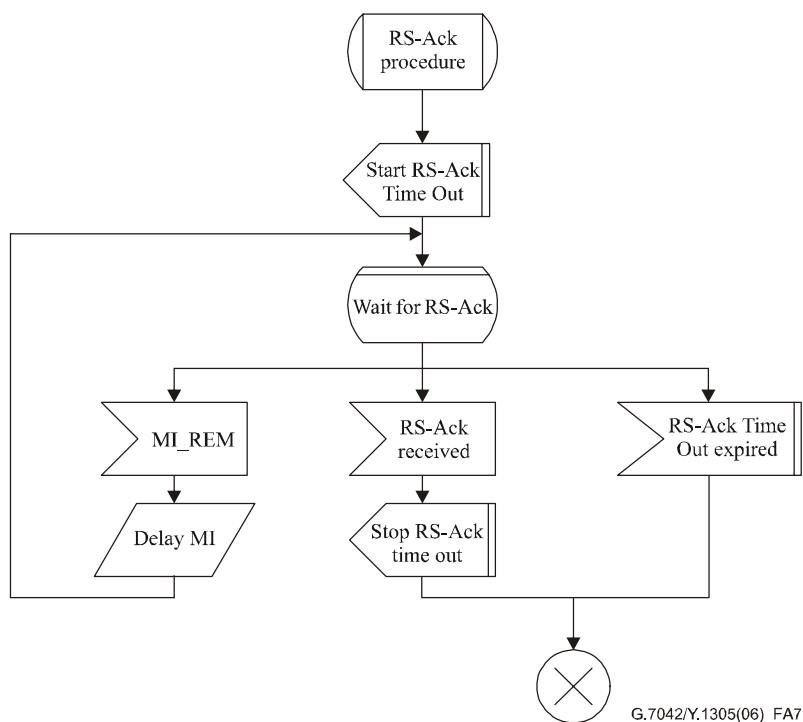 RS-Ack
procedure
Start RS-Ack
Time Out
Wait for RS-Ack
MI_REM
RS-Ack
received
RS-Ack Time
Out expired
Delay MI
Stop RS-Ack
time out
G.7042/Y.1305(06)_FA7